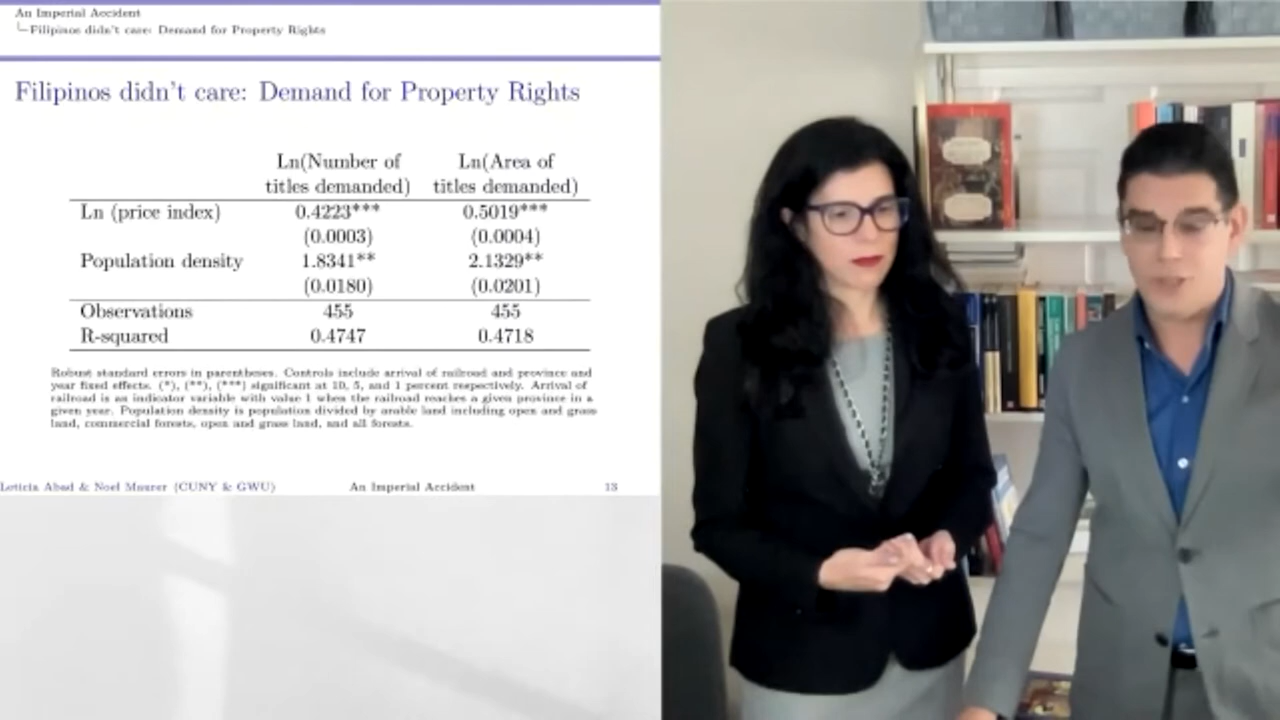 An Imperial Accident
Filipinos didn't care: Demand for Property Rights
Filipinos didn't care: Demand for Property Rights
Ln(Number of Ln(Area of
titles demanded) titles demanded)
Ln (price index) 0.4223*** 0.5019***
(0.0003) (0.0004)
Population density 1.8341** 2.1329**
(0.0180) (0.0201)
Observations 455 455
R-squared 0.4747 0.4718
Robust standard errors in parentheses. Controls include arrival of railroad and province and
year fixed effects. (*), (**), (***) significant at 10, 5, and 1 percent respectively. Arrival of
railroad is an indicator variable with value 1 when the railroad reaches a given province in a
given year. Population density is population divided by arable land including open and grass
land, commercial forests, open and grass land, and all forests.
Leticia Abad & Noel Maurer (CUNY & GWU) An Imperial Accident 13